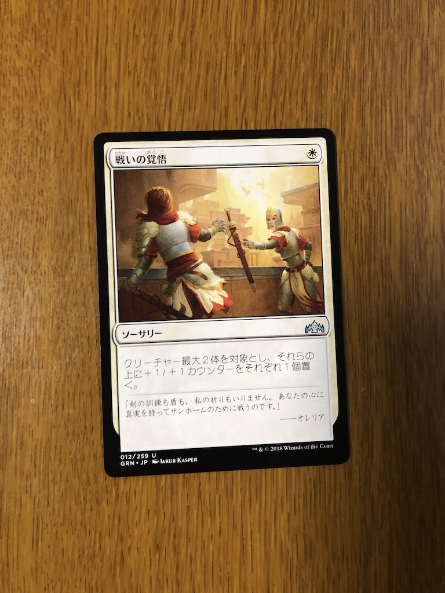 戦いの覚悟
ソーサリー
クリーチャー最大２体を対象とし、それらの
上に＋１/＋１カウンターをそれぞれ１個置
く。
「剣の訓練も盾も、私の祈りもいりません。あなたの心に
真実を持ってサンホームのために戦うのです。」
──オレリア
012/259 U
GRN • JP Jakub Kasper
™ & © 2018 Wizards of the Coast